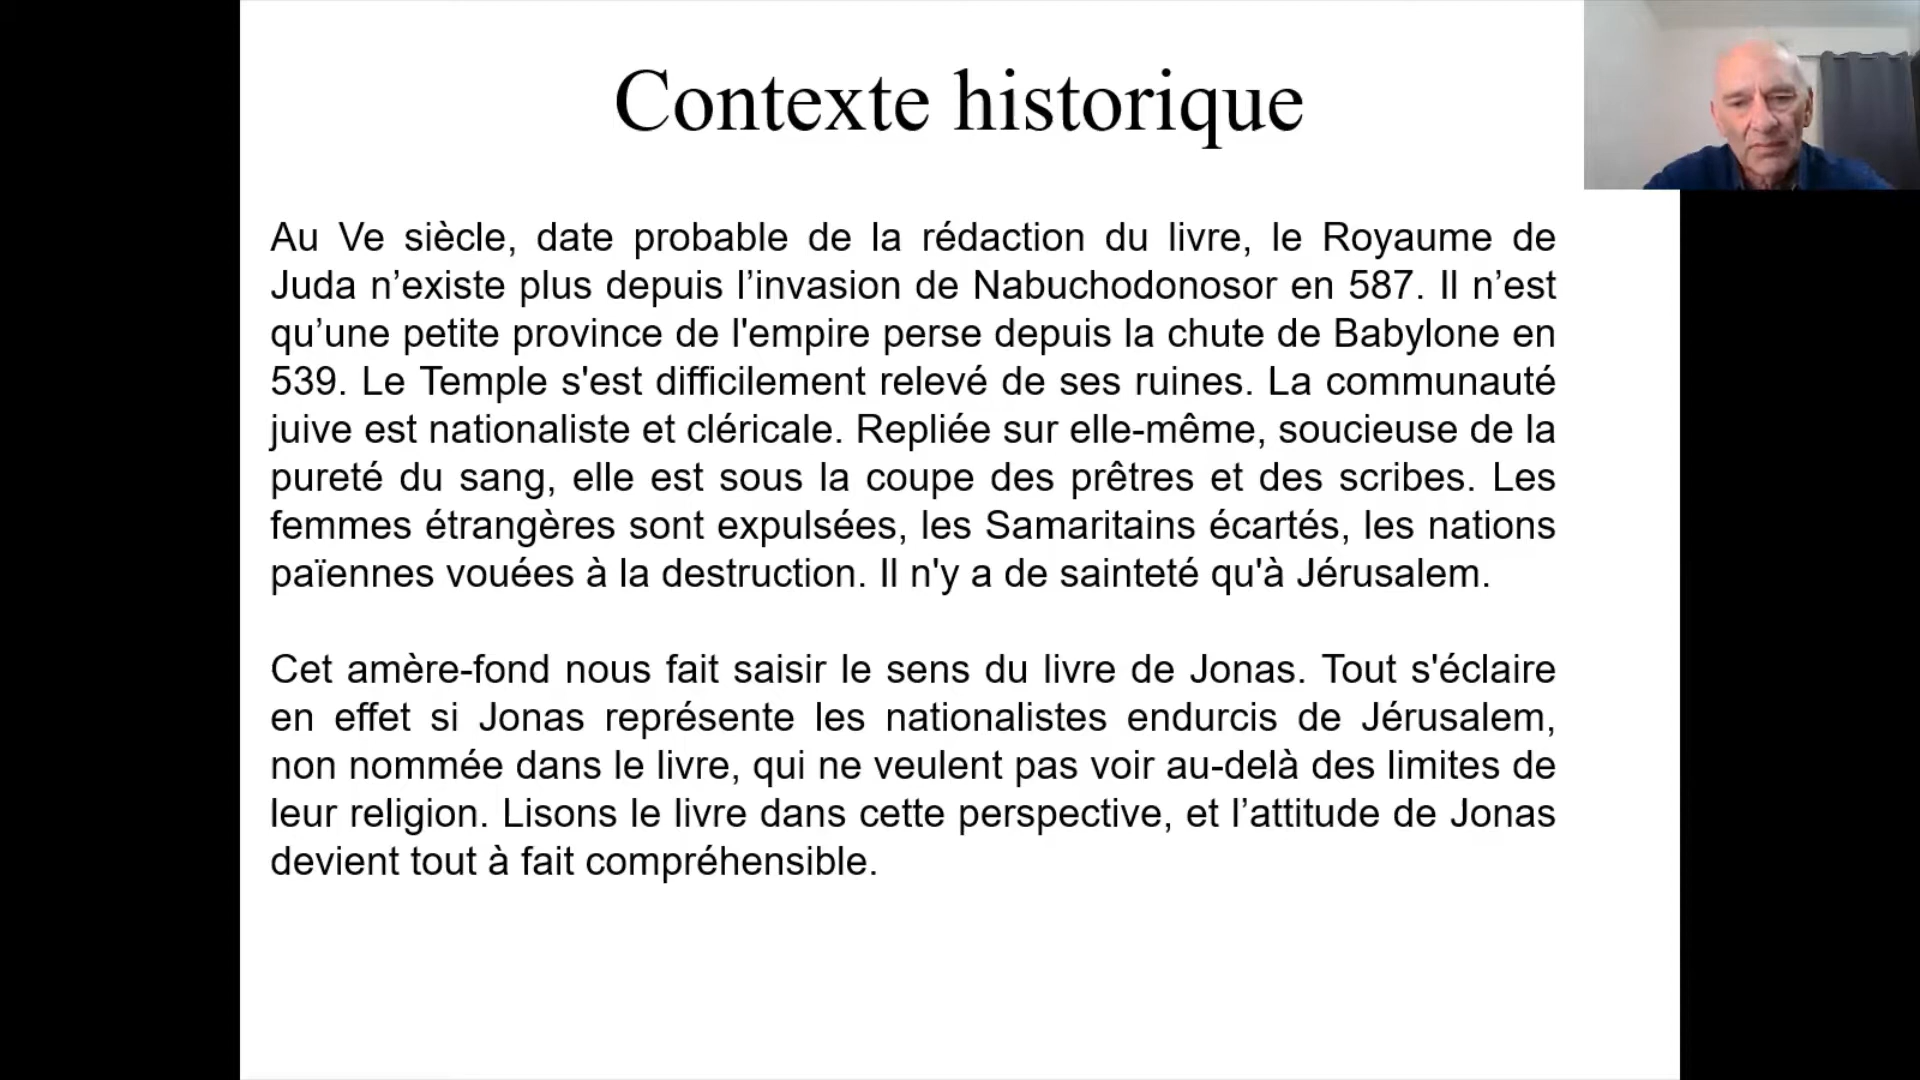 Contexte historique
Au Ve siècle, date probable de la rédaction du livre, le Royaume de
Juda n’existe plus depuis l’invasion de Nabuchodonosor en 587. Il n’est
qu’une petite province de l'empire perse depuis la chute de Babylone en
539. Le Temple s'est difficilement relevé de ses ruines. La communauté
juive est nationaliste et cléricale. Repliée sur elle-même, soucieuse de la
pureté du sang, elle est sous la coupe des prêtres et des scribes. Les
femmes étrangères sont expulsées, les Samaritains écartés, les nations
païennes vouées à la destruction. Il n'y a de sainteté qu'à Jérusalem.
Cet amère-fond nous fait saisir le sens du livre de Jonas. Tout s'éclaire
en effet si Jonas représente les nationalistes endurcis de Jérusalem,
non nommée dans le livre, qui ne veulent pas voir au-delà des limites de
leur religion. Lisons le livre dans cette perspective, et l’attitude de Jonas
devient tout à fait compréhensible.